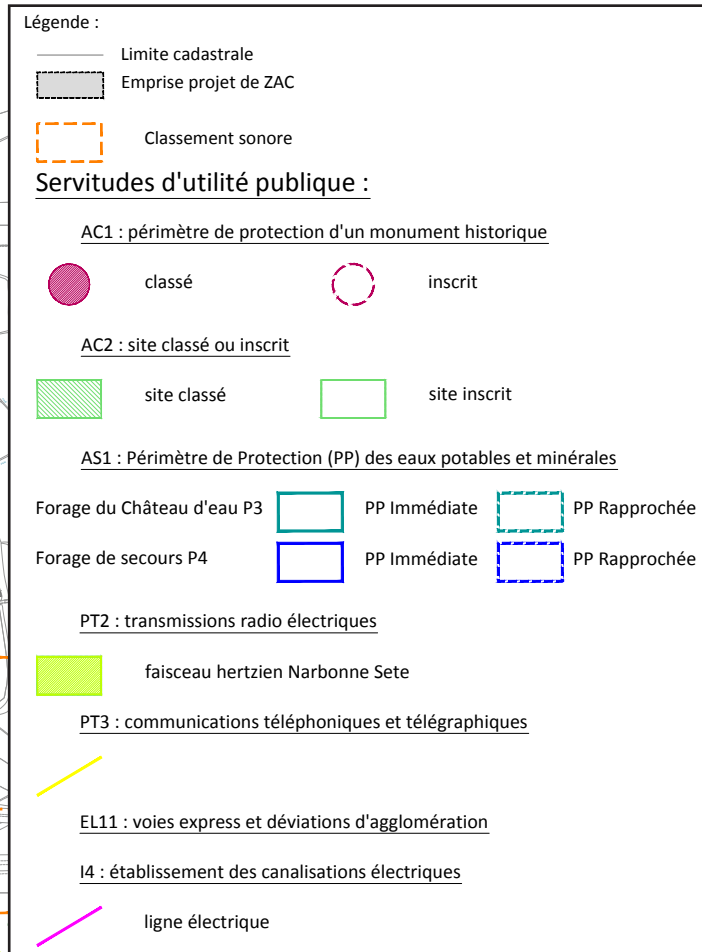 Légende :
Limite cadastrale
Emprise projet de ZAC
Classement sonore
Servitudes d'utilité publique :
AC1 : périmètre de protection d'un monument historique
classé inscrit
AC2 : site classé ou inscrit
site classé site inscrit
AS1 : Périmètre de Protection (PP) des eaux potables et minérales
Forage du Château d'eau P3 PP Immédiate PP Rapprochée
Forage de secours P4 PP Immédiate PP Rapprochée
PT2 : transmissions radio électriques
faisceau hertzien Narbonne Sete
PT3 : communications téléphoniques et télégraphiques
EL11 : voies express et déviations d'agglomération
I4 : établissement des canalisations électriques
ligne électrique